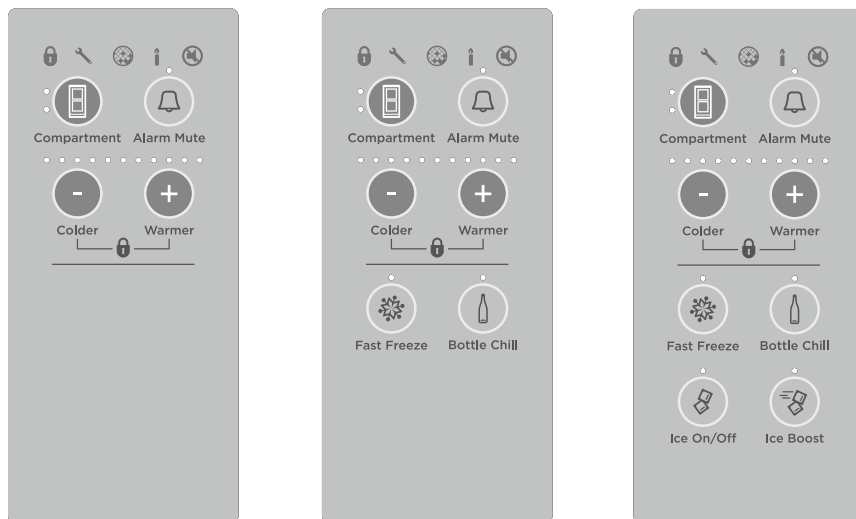 Compartment Alarm Mute
- +
Colder Warmer
Compartment Alarm Mute
- +
Colder Warmer
Fast Freeze Bottle Chill
Compartment Alarm Mute
- +
Colder Warmer
Fast Freeze Bottle Chill
Ice On/Off Ice Boost